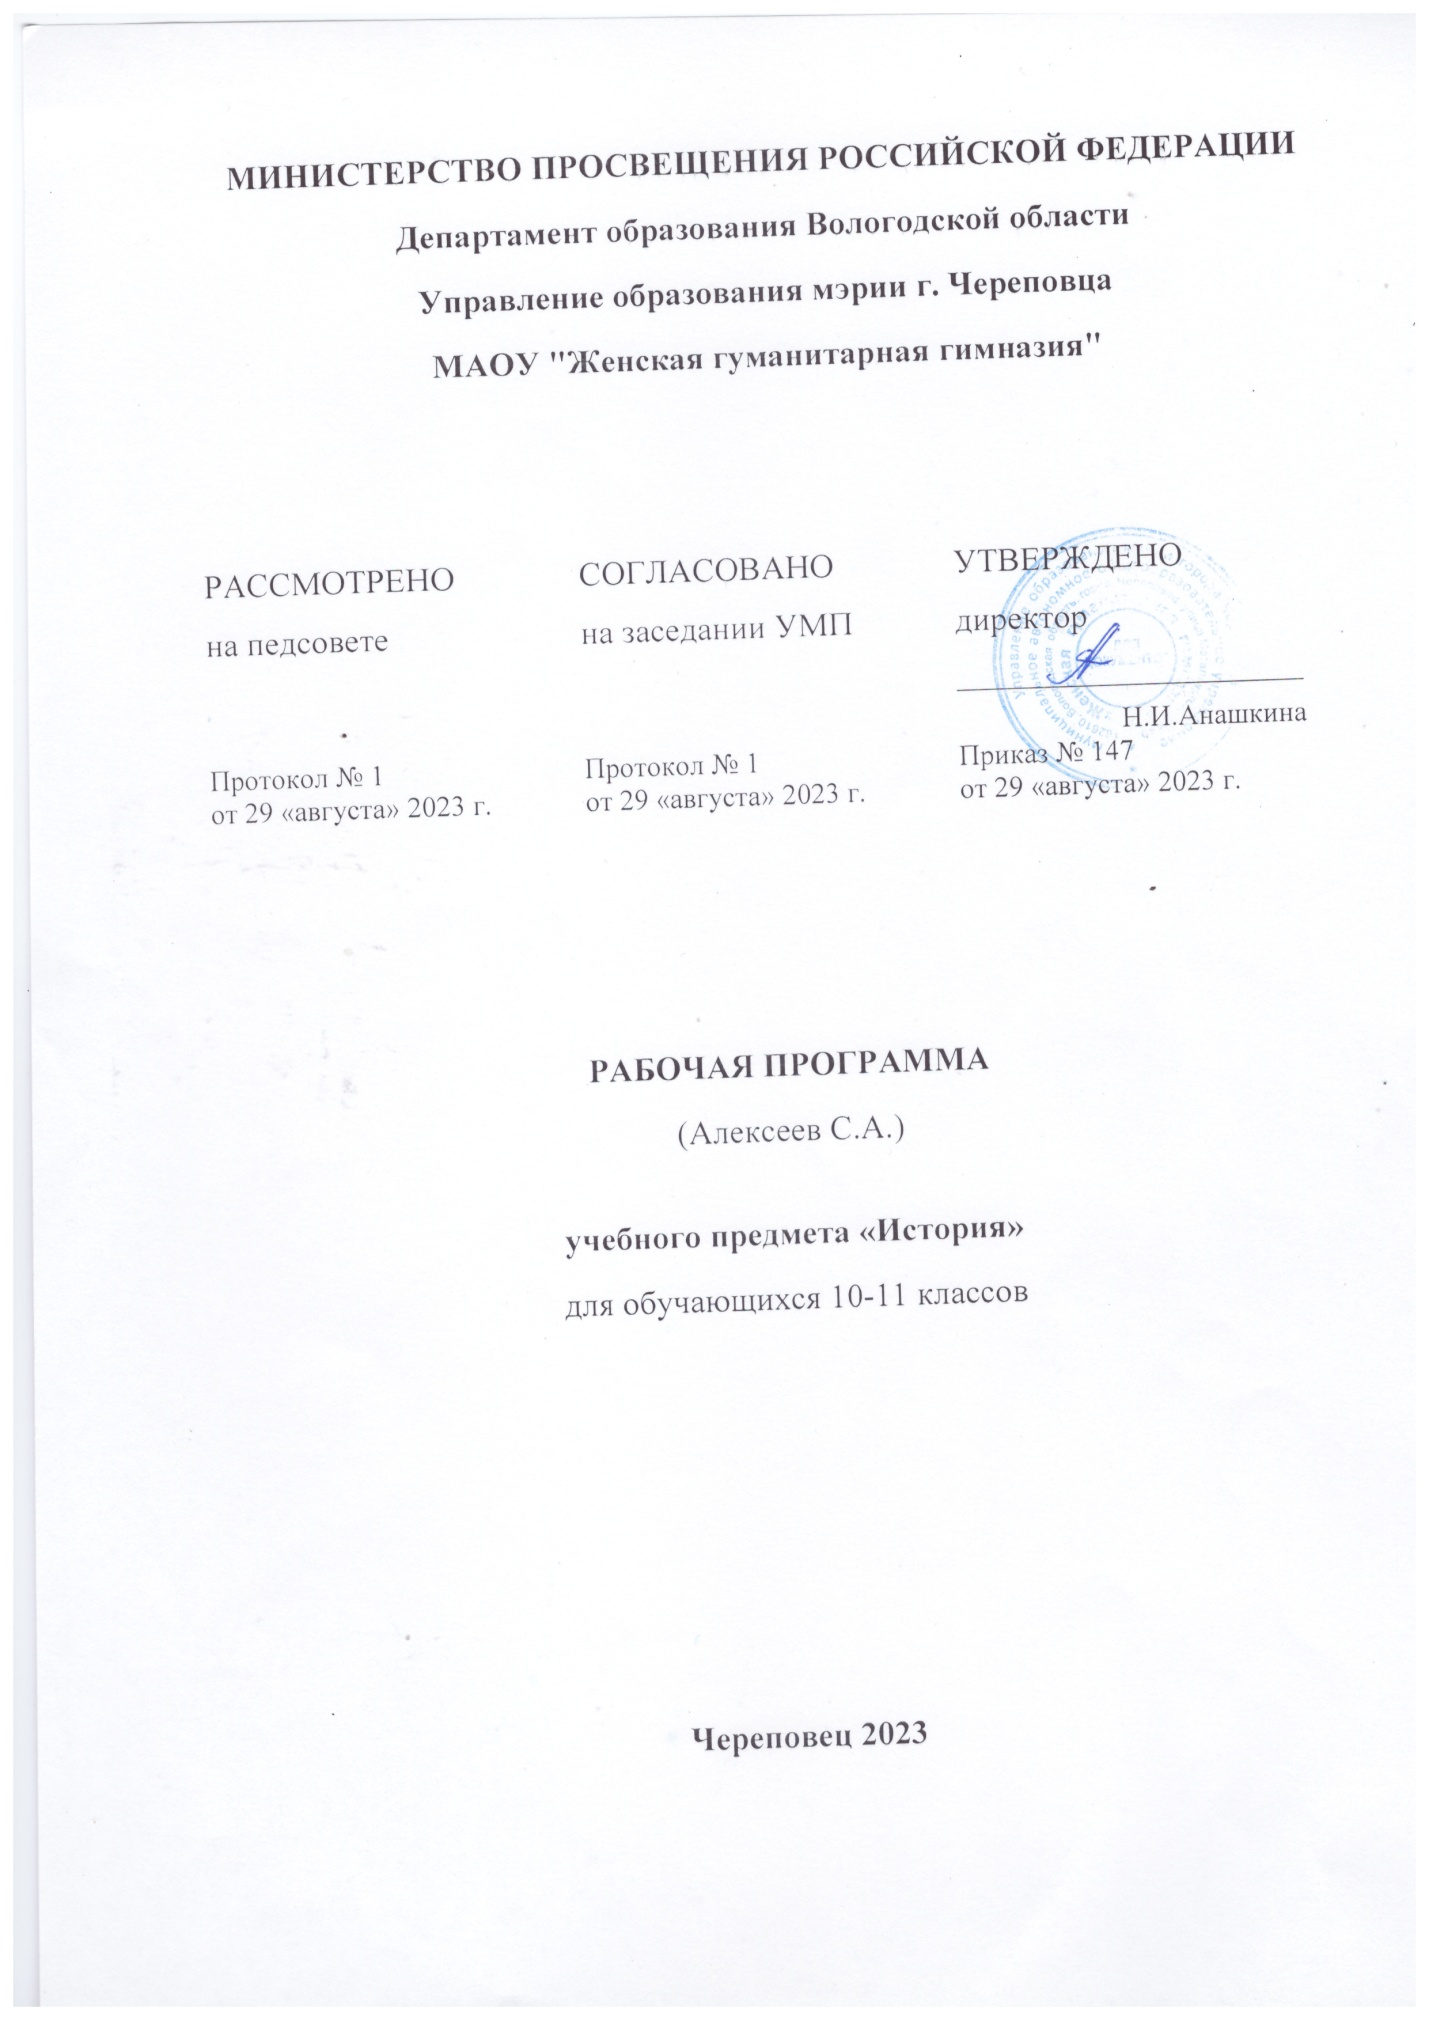 МИНИСТЕРСТВО ПРОСВЕЩЕНИЯ РОССИЙСКОЙ ФЕДЕРАЦИИ
Департамент образования Вологодской области
Управление образования мэрии г. Череповца
МАОУ "Женская гуманитарная гимназия"
РАССМОТРЕНО
на педсовете
Протокол № 1
от 29 «августа» 2023 г.
СОГЛАСОВАНО
на заседании УМП
Протокол № 1
от 29 «августа» 2023 г.
УТВЕРЖДЕНО
директор
Н.И.Анашкина
Приказ № 147
от 29 «августа» 2023 г.
РАБОЧАЯ ПРОГРАММА
(Алексеев С.А.)
учебного предмета «История»
для обучающихся 10-11 классов
Череповец 2023